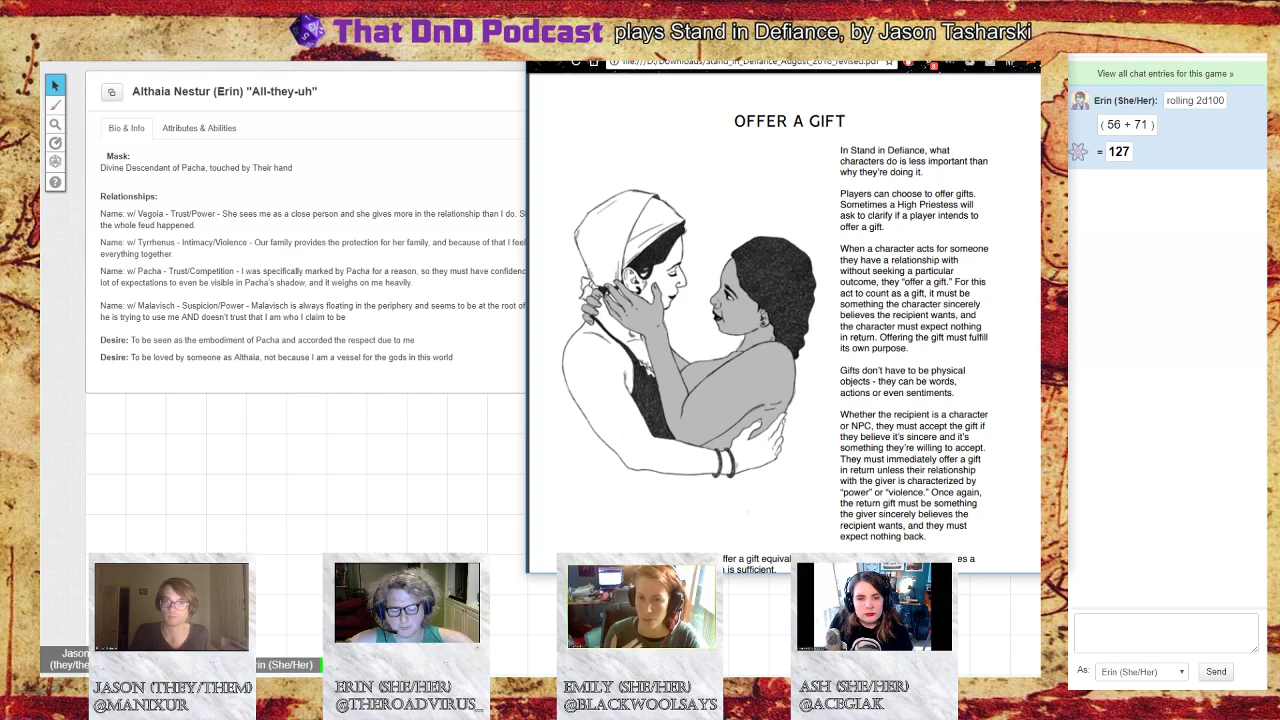 That DnD Podcast plays Stand in Defiance, by Jason Tasharski
file:///D:/Downloads/Stand_in_Defiance_August_2018_revised.pdf
Althaia Nestur (Erin) "All-they-uh"
Bio & Info
Attributes & Abilities
Mask:
Divine Descendant of Pacha, touched by Their hand
Relationships:
Name: w/ Vegoia - Trust/Power - She sees me as a close person and she gives more in the relationship than I do. S
the whole feud happened.
Name: w/ Tyrrhenus - Intimacy/Violence - Our family provides the protection for her family, and because of that I feel
everything together.
Name: w/ Pacha - Trust/Competition - I was specifically marked by Pacha for a reason, so they must have confidenc
lot of expectations to even be visible in Pacha's shadow, and it weighs on me heavily.
Name: w/ Malavisch - Suspicion/Power - Malavisch is always floating in the periphery and seems to be at the root of
he is trying to use me AND doesn't trust that I am who I claim to be
Desire: To be seen as the embodiment of Pacha and accorded the respect due to me
Desire: To be loved by someone as Althaia, not because I am a vessel for the gods in this world
OFFER A GIFT
In Stand in Defiance, what
characters do is less important than
why they're doing it.
Players can choose to offer gifts.
Sometimes a High Priestess will
ask to clarify if a player intends to
offer a gift.
When a character acts for someone
they have a relationship with
without seeking a particular
outcome, they "offer a gift." For this
act to count as a gift, it must be
something the character sincerely
believes the recipient wants, and
the character must expect nothing
in return. Offering the gift must fulfill
its own purpose.
Gifts don't have to be physical
objects - they can be words,
actions or even sentiments.
Whether the recipient is a character
or NPC, they must accept the gift if
they believe it's sincere and it's
something they're willing to accept.
They must immediately offer a gift
in return unless their relationship
with the giver is characterized by
"power" or "violence." Once again,
the return gift must be something
the giver sincerely believes the
recipient wants, and they must
expect nothing back.
ffer a gift equiva
es a
is sufficient.
View all chat entries for this game »
Erin (She/Her): rolling 2d100
( 56 + 71 )
= 127
As: Erin (She/Her) Send
Jason
(they/the
rin (She/Her)
JASON (THEY/THEM)
@MANIXUR
ERIN (SHE/HER)
@THEROADVIRUS_
EMILY (SHE/HER)
@BLACKWOOLSAYS
ASH (SHE/HER)
@ACEGIAK